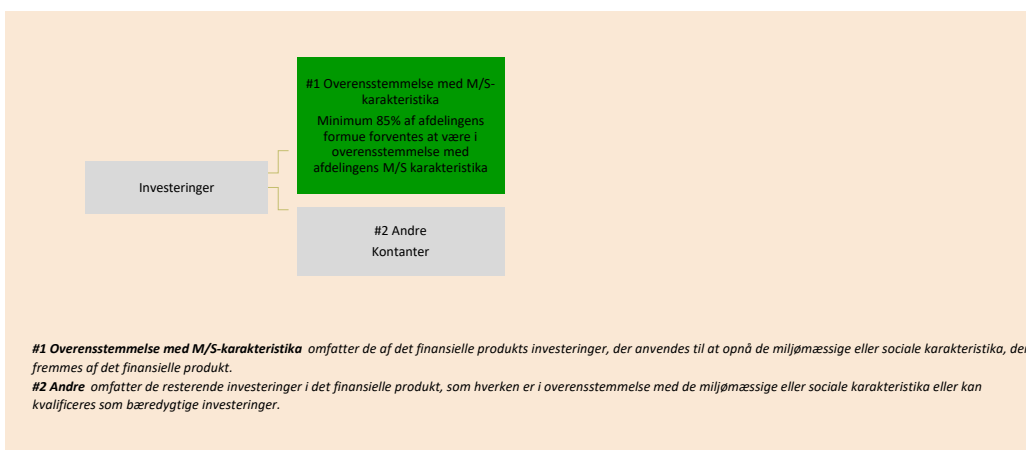 #1 Overensstemmelse med M/S-
karakteristika
Minimum 85% af afdelingens
formue forventes at være i
overensstemmelse med
afdelingens M/S karakteristika
Investeringer
#2 Andre
Kontanter
#1 Overensstemmelse med M/S-karakteristika omfatter de af det finansielle produkts investeringer, der anvendes til at opnå de miljømæssige eller sociale karakteristika, der
fremmes af det finansielle produkt.
#2 Andre omfatter de resterende investeringer i det finansielle produkt, som hverken er i overensstemmelse med de miljømæssige eller sociale karakteristika eller kan
kvalificeres som bæredygtige investeringer.